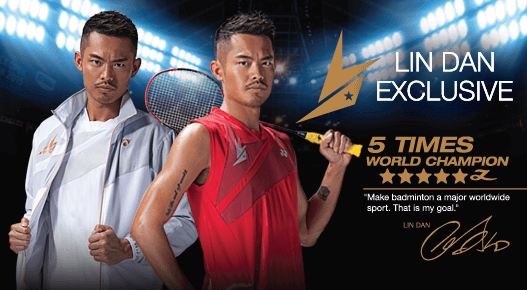 LIN DAN
EXCLUSIVE
5 TIMES
WORLD CHAMPION
"Make badminton a major worldwide
sport. That is my goal."
LIN DAN